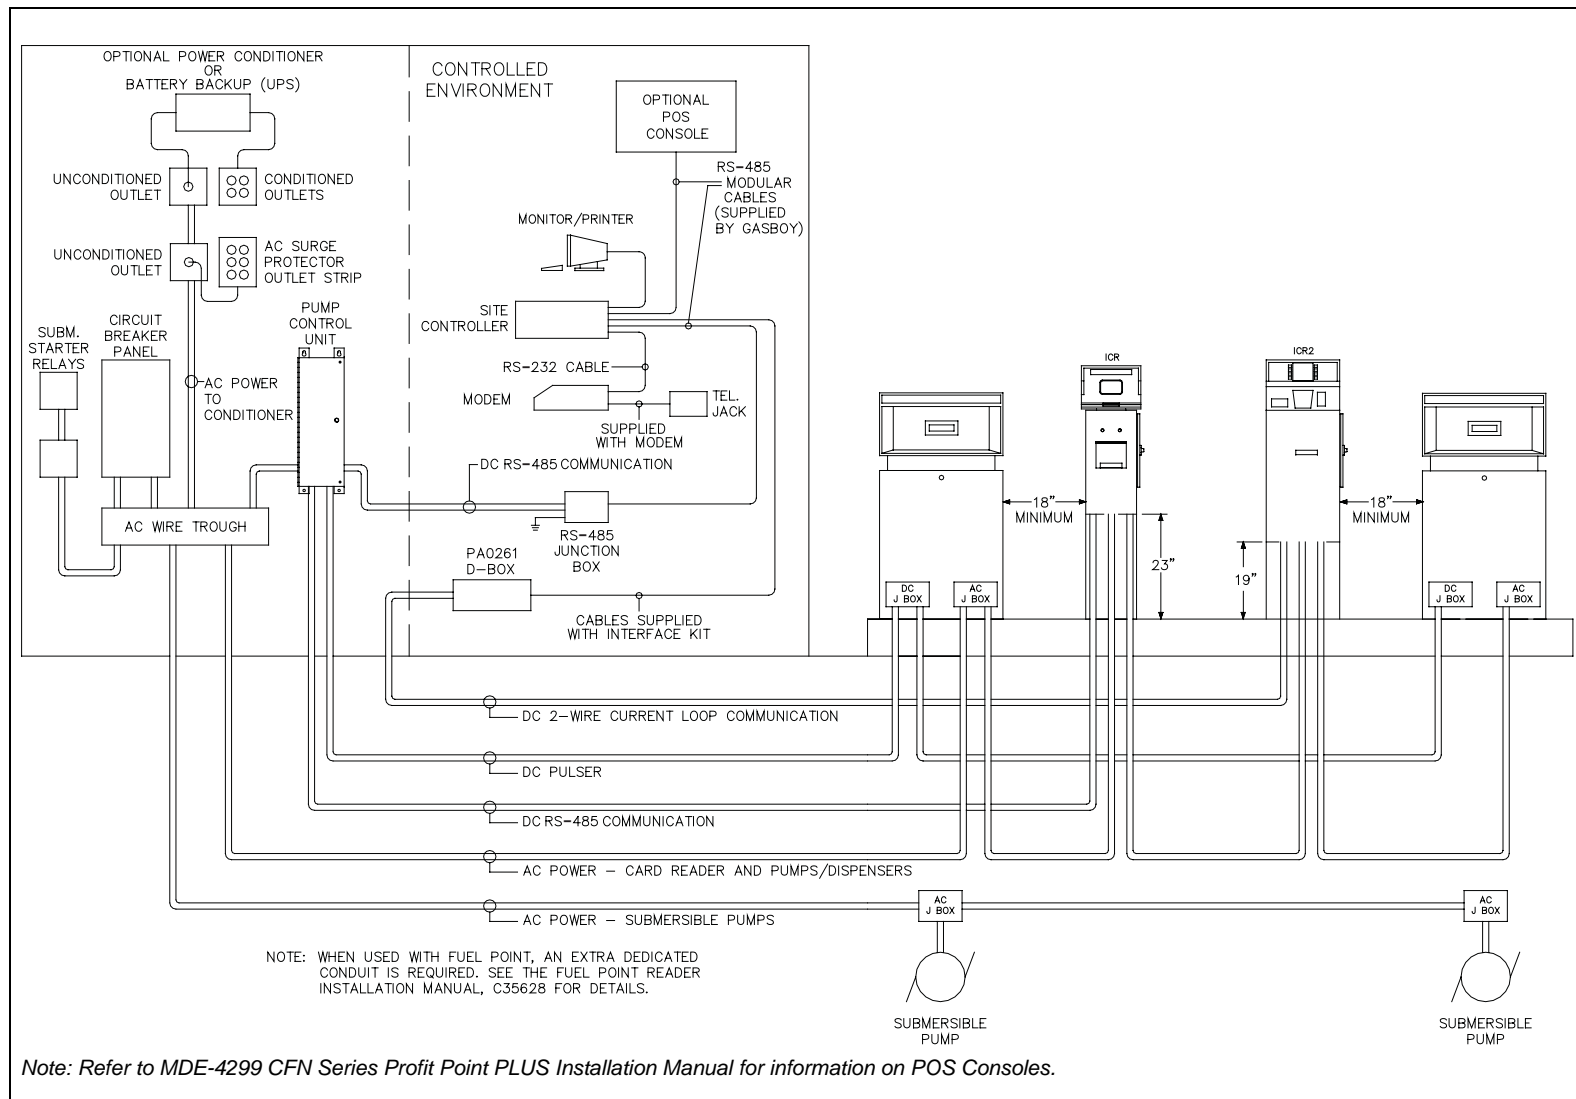 OPTIONAL POWER CONDITIONER
OR
BATTERY BACKUP (UPS)
CONTROLLED
ENVIRONMENT
OPTIONAL
POS
CONSOLE
UNCONDITIONED
OUTLET
CONDITIONED
OUTLETS
RS-485
MODULAR
CABLES
(SUPPLIED
BY GASBOY)
MONITOR/PRINTER
UNCONDITIONED
OUTLET
AC SURGE
PROTECTOR
OUTLET STRIP
SITE
CONTROLLER
PUMP
CONTROL
UNIT
CIRCUIT
BREAKER
PANEL
SUBM.
STARTER
RELAYS
RS-232 CABLE
AC POWER
TO
CONDITIONER
MODEM
TEL.
JACK
SUPPLIED
WITH MODEM
ICR
ICR2
DC RS-485 COMMUNICATION
AC WIRE TROUGH
RS-485
JUNCTION
BOX
PA0261
D-BOX
CABLES SUPPLIED
WITH INTERFACE KIT
18"
MINIMUM
18"
MINIMUM
23"
19"
DC
J BOX
AC
J BOX
DC
J BOX
AC
J BOX
DC 2-WIRE CURRENT LOOP COMMUNICATION
DC PULSER
DC RS-485 COMMUNICATION
AC POWER - CARD READER AND PUMPS/DISPENSERS
AC POWER - SUBMERSIBLE PUMPS
AC
J BOX
AC
J BOX
NOTE: WHEN USED WITH FUEL POINT, AN EXTRA DEDICATED
CONDUIT IS REQUIRED. SEE THE FUEL POINT READER
INSTALLATION MANUAL, C35628 FOR DETAILS.
SUBMERSIBLE
PUMP
SUBMERSIBLE
PUMP
Note: Refer to MDE-4299 CFN Series Profit Point PLUS Installation Manual for information on POS Consoles.